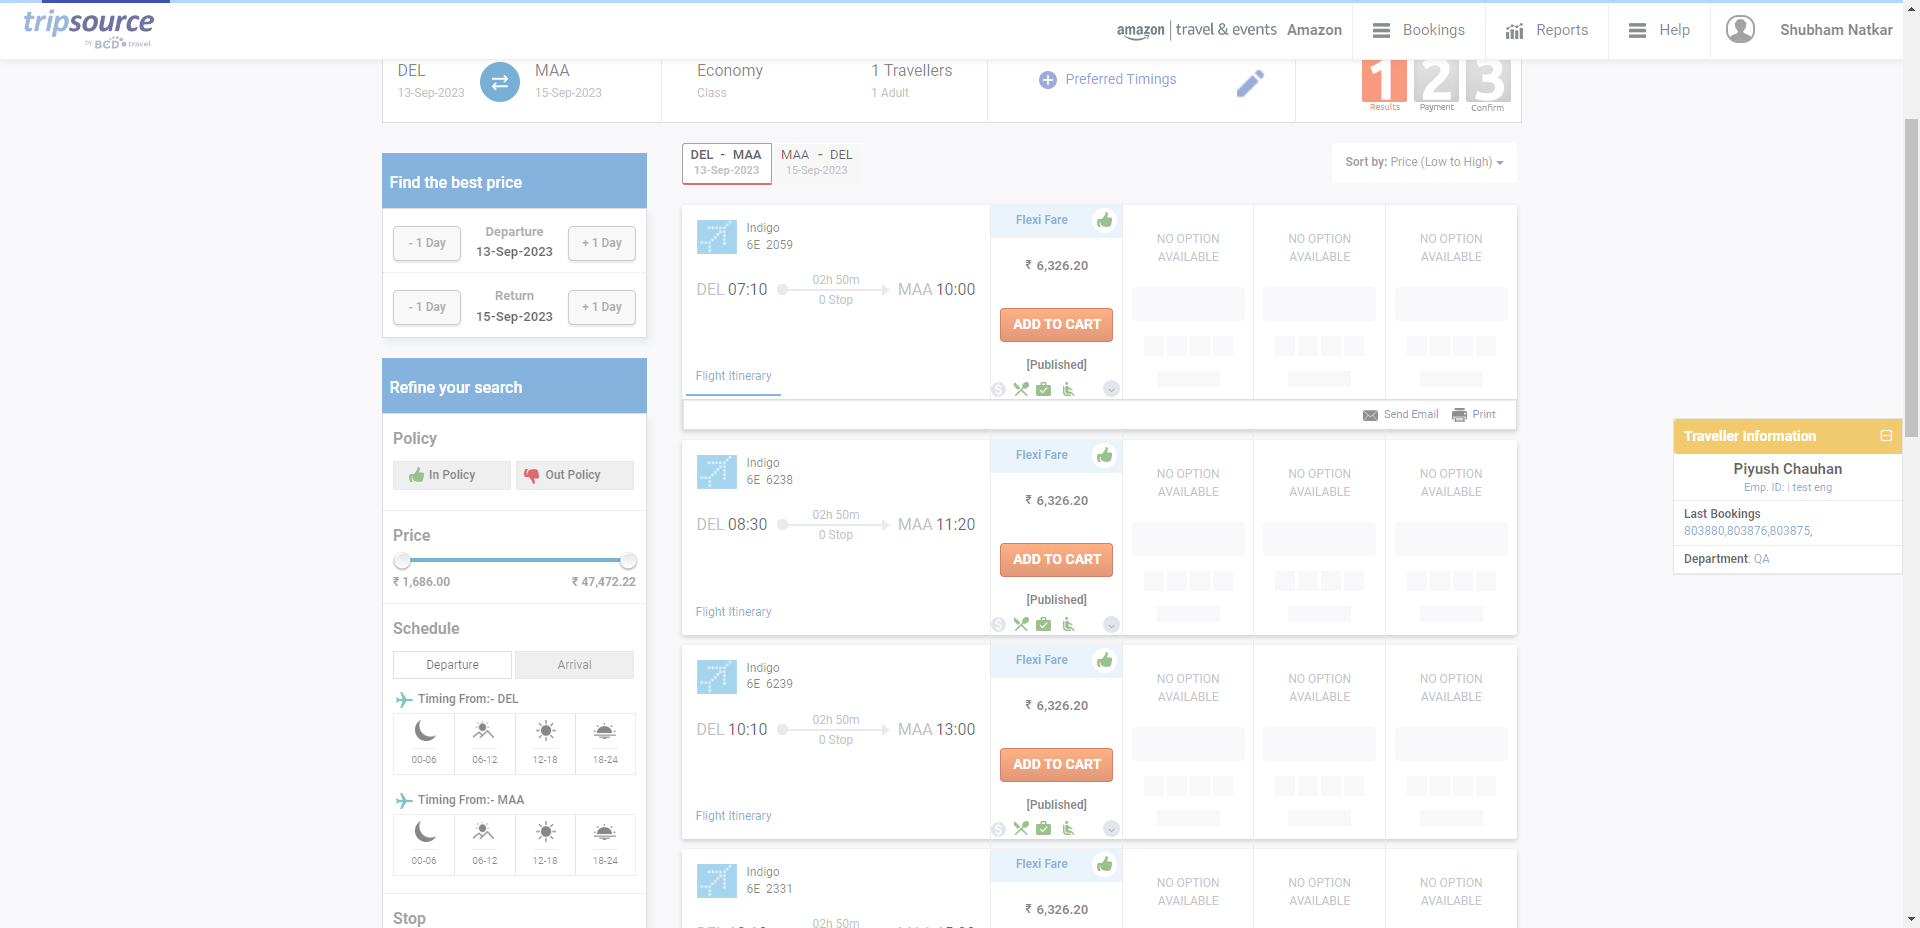 tripsource
by BCD travel
amazon | travel & events Amazon
Bookings
Reports
Help
Shubham Natkar
DEL
13-Sep-2023
MAA
15-Sep-2023
Economy
Class
1 Travellers
1 Adult
Preferred Timings
1
Results
2
Payment
3
Confirm
Find the best price
- 1 Day
Departure
13-Sep-2023
+ 1 Day
- 1 Day
Return
15-Sep-2023
+ 1 Day
Refine your search
Policy
In Policy
Out Policy
Price
₹ 1,686.00
₹ 47,472.22
Schedule
Departure
Arrival
Timing From:- DEL
00-06
06-12
12-18
18-24
Timing From:- MAA
00-06
06-12
12-18
18-24
Stop
DEL - MAA
13-Sep-2023
MAA - DEL
15-Sep-2023
Sort by: Price (Low to High)
Indigo
6E 2059
DEL 07:10
02h 50m
0 Stop
MAA 10:00
Flight Itinerary
Flexi Fare
₹ 6,326.20
ADD TO CART
[Published]
NO OPTION
AVAILABLE
NO OPTION
AVAILABLE
NO OPTION
AVAILABLE
Send Email
Print
Indigo
6E 6238
DEL 08:30
02h 50m
0 Stop
MAA 11:20
Flight Itinerary
Flexi Fare
₹ 6,326.20
ADD TO CART
[Published]
NO OPTION
AVAILABLE
NO OPTION
AVAILABLE
NO OPTION
AVAILABLE
Indigo
6E 6239
DEL 10:10
02h 50m
0 Stop
MAA 13:00
Flight Itinerary
Flexi Fare
₹ 6,326.20
ADD TO CART
[Published]
NO OPTION
AVAILABLE
NO OPTION
AVAILABLE
NO OPTION
AVAILABLE
Indigo
6E 2331
02h 50m
Flexi Fare
₹ 6,326.20
NO OPTION
AVAILABLE
NO OPTION
AVAILABLE
NO OPTION
AVAILABLE
Traveller Information
Piyush Chauhan
Emp. ID: | test eng
Last Bookings
803880,803876,803875,
Department: QA